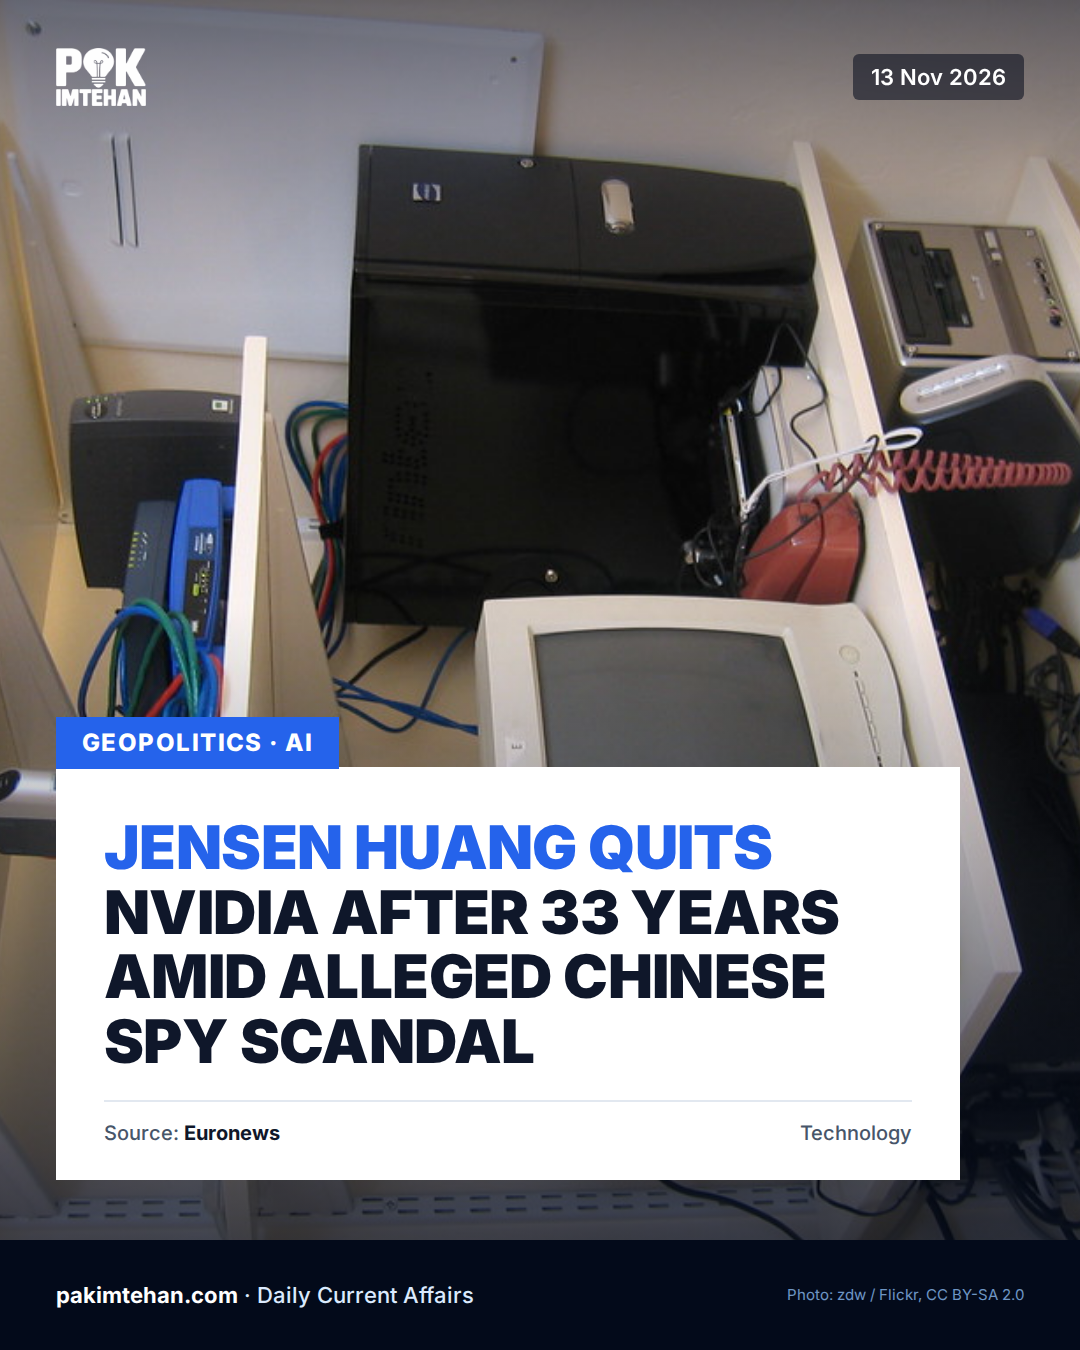 POK
IMTEHAN
13 Nov 2026
GEOPOLITICS · AI
JENSEN HUANG QUITS
NVIDIA AFTER 33 YEARS
AMID ALLEGED CHINESE
SPY SCANDAL
Source: Euronews
Technology
pakimtehan.com · Daily Current Affairs
Photo: zdw / Flickr, CC BY-SA 2.0